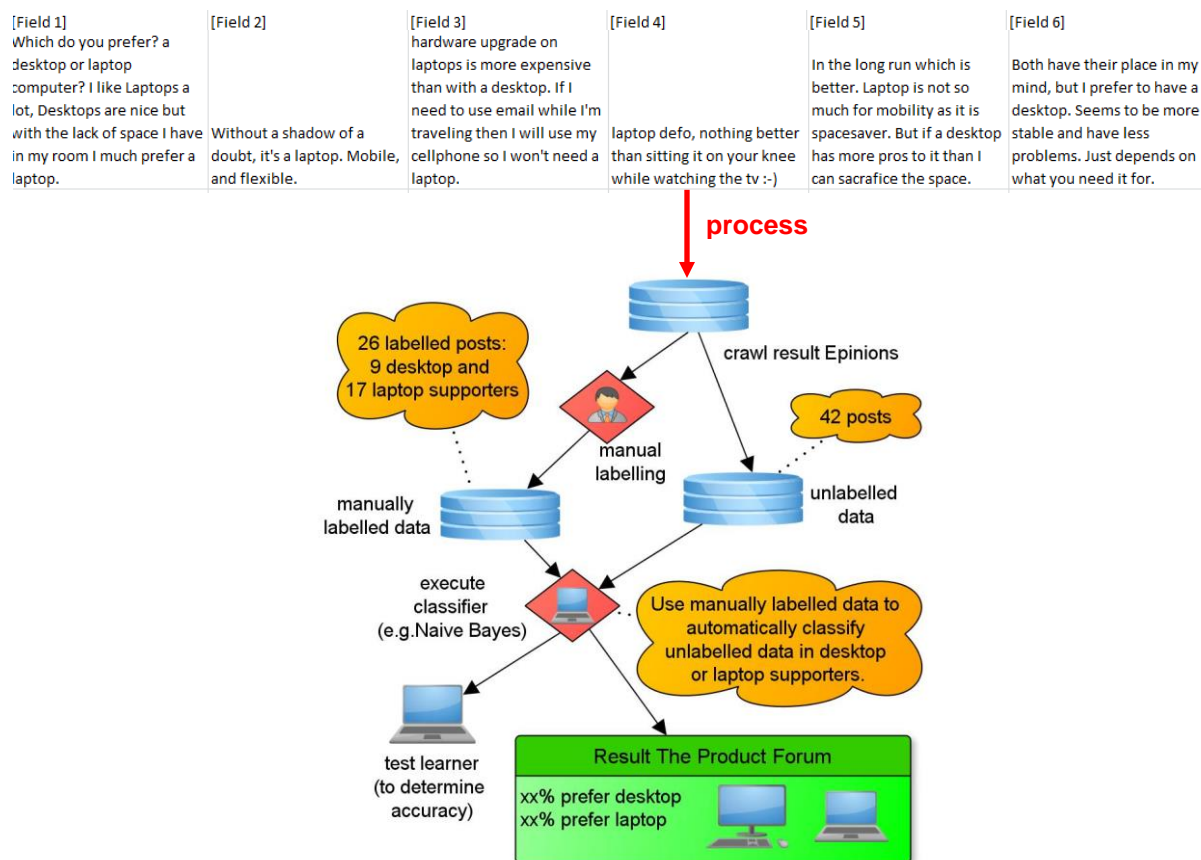 [Field 1]
Which do you prefer? a
desktop or laptop
computer? I like Laptops a
lot, Desktops are nice but
with the lack of space I have
in my room I much prefer a
laptop.
[Field 2]
Without a shadow of a
doubt, it's a laptop. Mobile,
and flexible.
[Field 3]
hardware upgrade on
laptops is more expensive
than with a desktop. If I
need to use email while I'm
traveling then I will use my
cellphone so I won't need a
laptop.
[Field 4]
laptop defo, nothing better
than sitting it on your knee
while watching the tv :-)
[Field 5]
In the long run which is
better. Laptop is not so
much for mobility as it is
spacesaver. But if a desktop
has more pros to it than I
can sacrafice the space.
[Field 6]
Both have their place in my
mind, but I prefer to have a
desktop. Seems to be more
stable and have less
problems. Just depends on
what you need it for.
process
26 labelled posts:
9 desktop and
17 laptop supporters
crawl result Epinions
42 posts
manual
labelling
manually
labelled data
unlabelled
data
execute
classifier
(e.g.Naive Bayes)
Use manually labelled data to
automatically classify
unlabelled data in desktop
or laptop supporters.
test learner
(to determine
accuracy)
Result The Product Forum
xx% prefer desktop
xx% prefer laptop